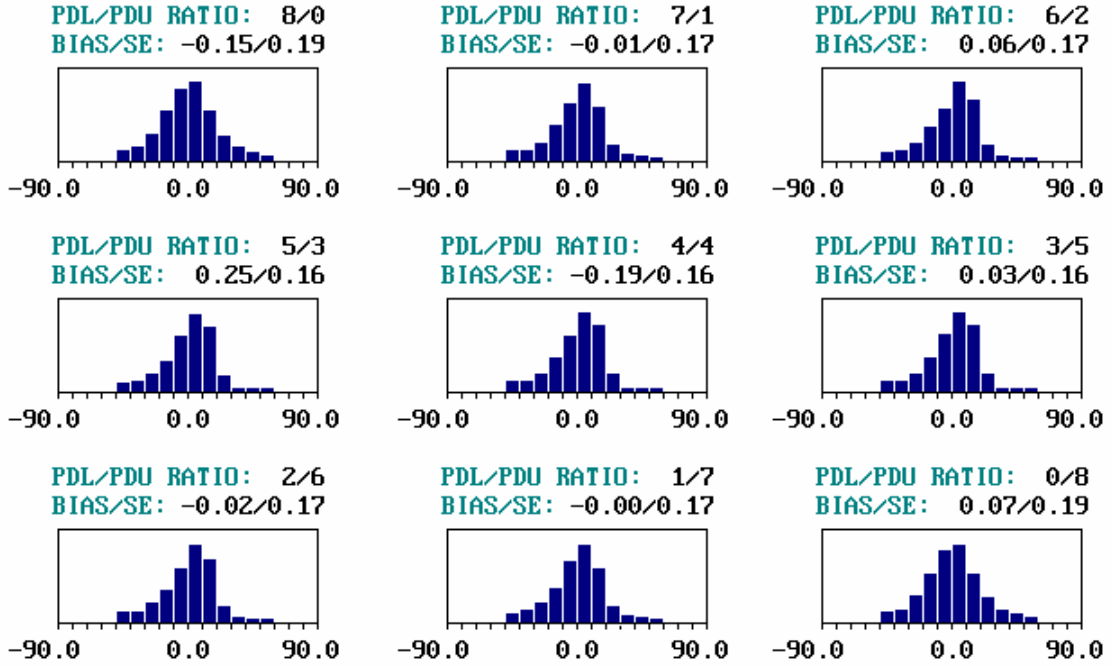 PDL/PDU RATIO: 8/0
BIAS/SE: -0.15/0.19
-90.0 0.0 90.0
PDL/PDU RATIO: 7/1
BIAS/SE: -0.01/0.17
-90.0 0.0 90.0
PDL/PDU RATIO: 6/2
BIAS/SE: 0.06/0.17
-90.0 0.0 90.0
PDL/PDU RATIO: 5/3
BIAS/SE: 0.25/0.16
-90.0 0.0 90.0
PDL/PDU RATIO: 4/4
BIAS/SE: -0.19/0.16
-90.0 0.0 90.0
PDL/PDU RATIO: 3/5
BIAS/SE: 0.03/0.16
-90.0 0.0 90.0
PDL/PDU RATIO: 2/6
BIAS/SE: -0.02/0.17
-90.0 0.0 90.0
PDL/PDU RATIO: 1/7
BIAS/SE: -0.00/0.17
-90.0 0.0 90.0
PDL/PDU RATIO: 0/8
BIAS/SE: 0.07/0.19
-90.0 0.0 90.0